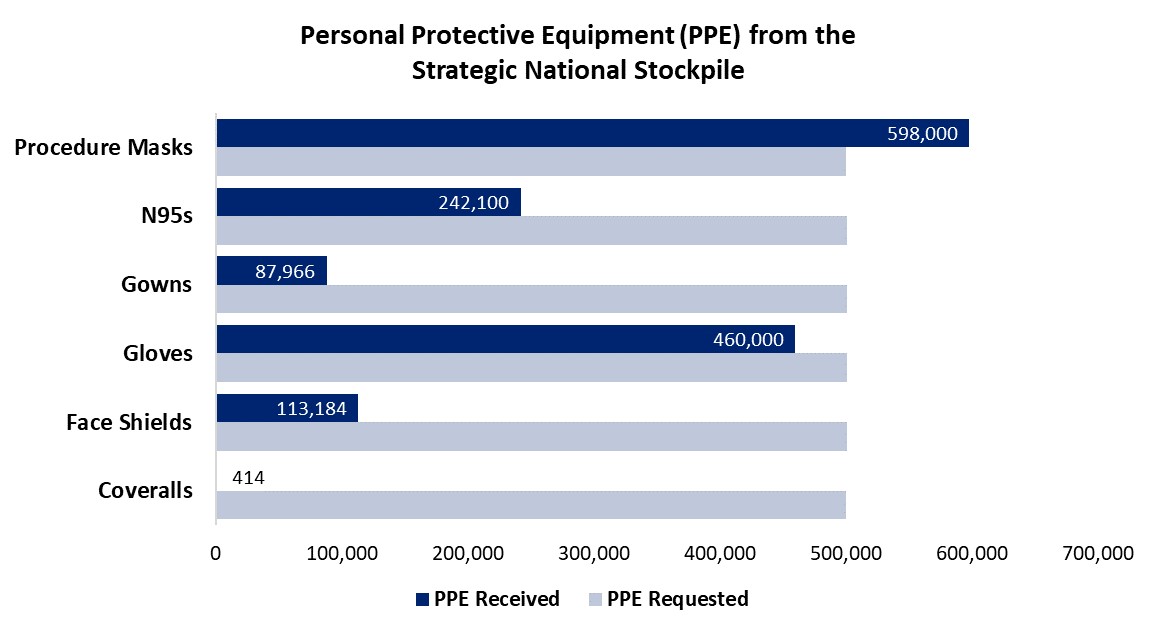 Personal Protective Equipment (PPE) from the
Strategic National Stockpile
Procedure Masks
598,000
N95s
242,100
Gowns
87,966
Gloves
460,000
Face Shields
113,184
Coveralls
414
0 100,000 200,000 300,000 400,000 500,000 600,000 700,000
PPE Received PPE Requested